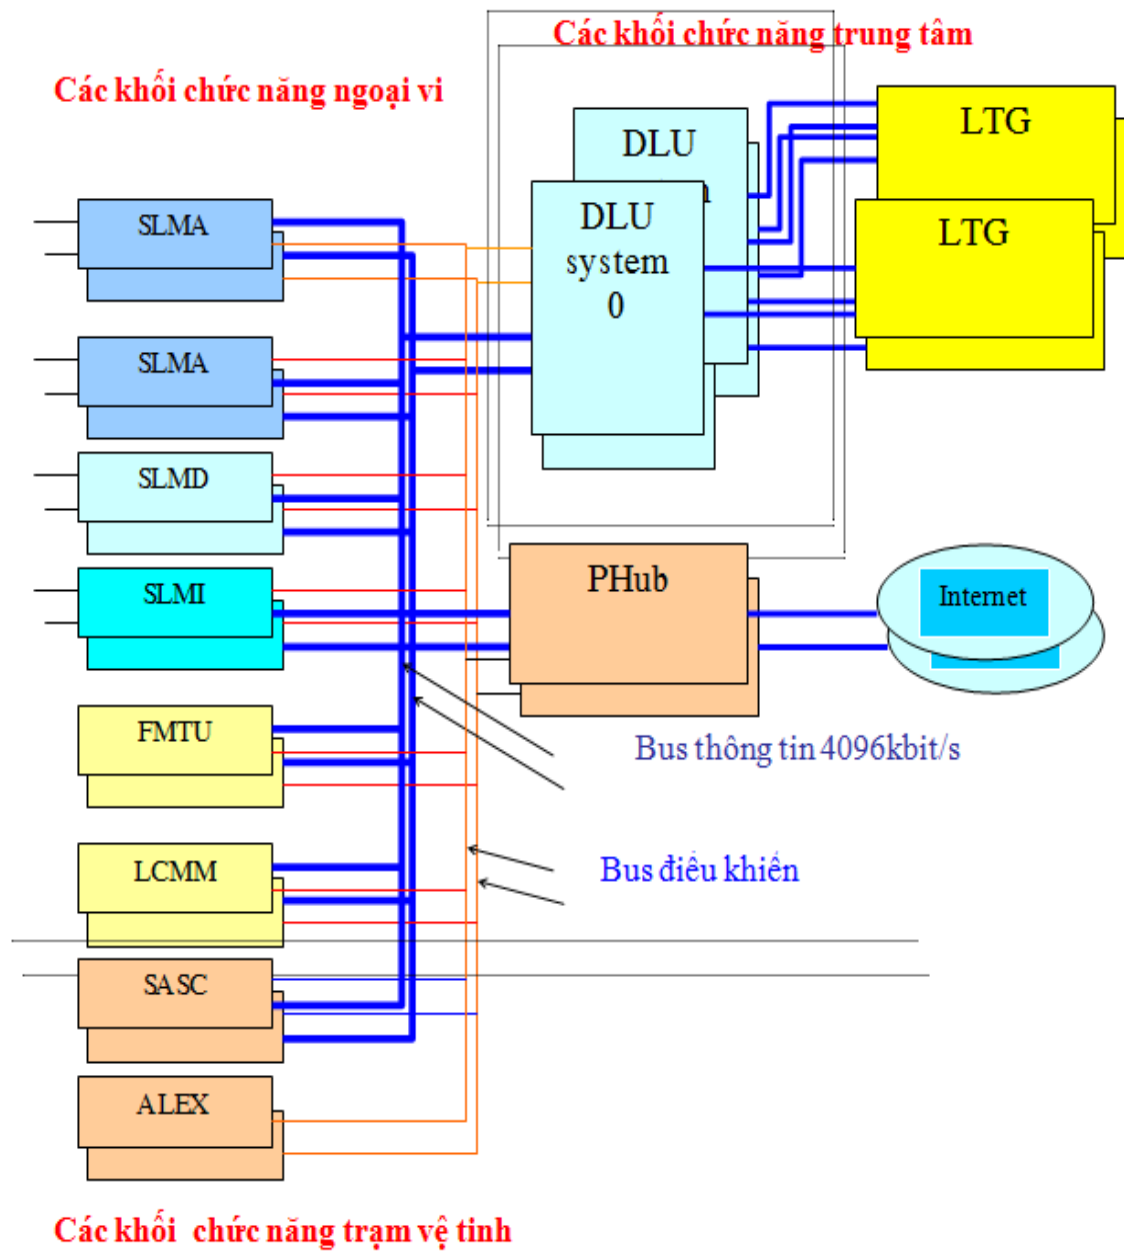 Các khối chức năng trung tâm
Các khối chức năng ngoại vi
LTG
DLU
SLMA
DLU
system
0
LTG
SLMA
SLMD
SLMI
PHub
Internet
FMTU
Bus thông tin 4096kbit/s
LCMM
Bus điều khiển
SASC
ALEX
Các khối chức năng trạm vệ tinh